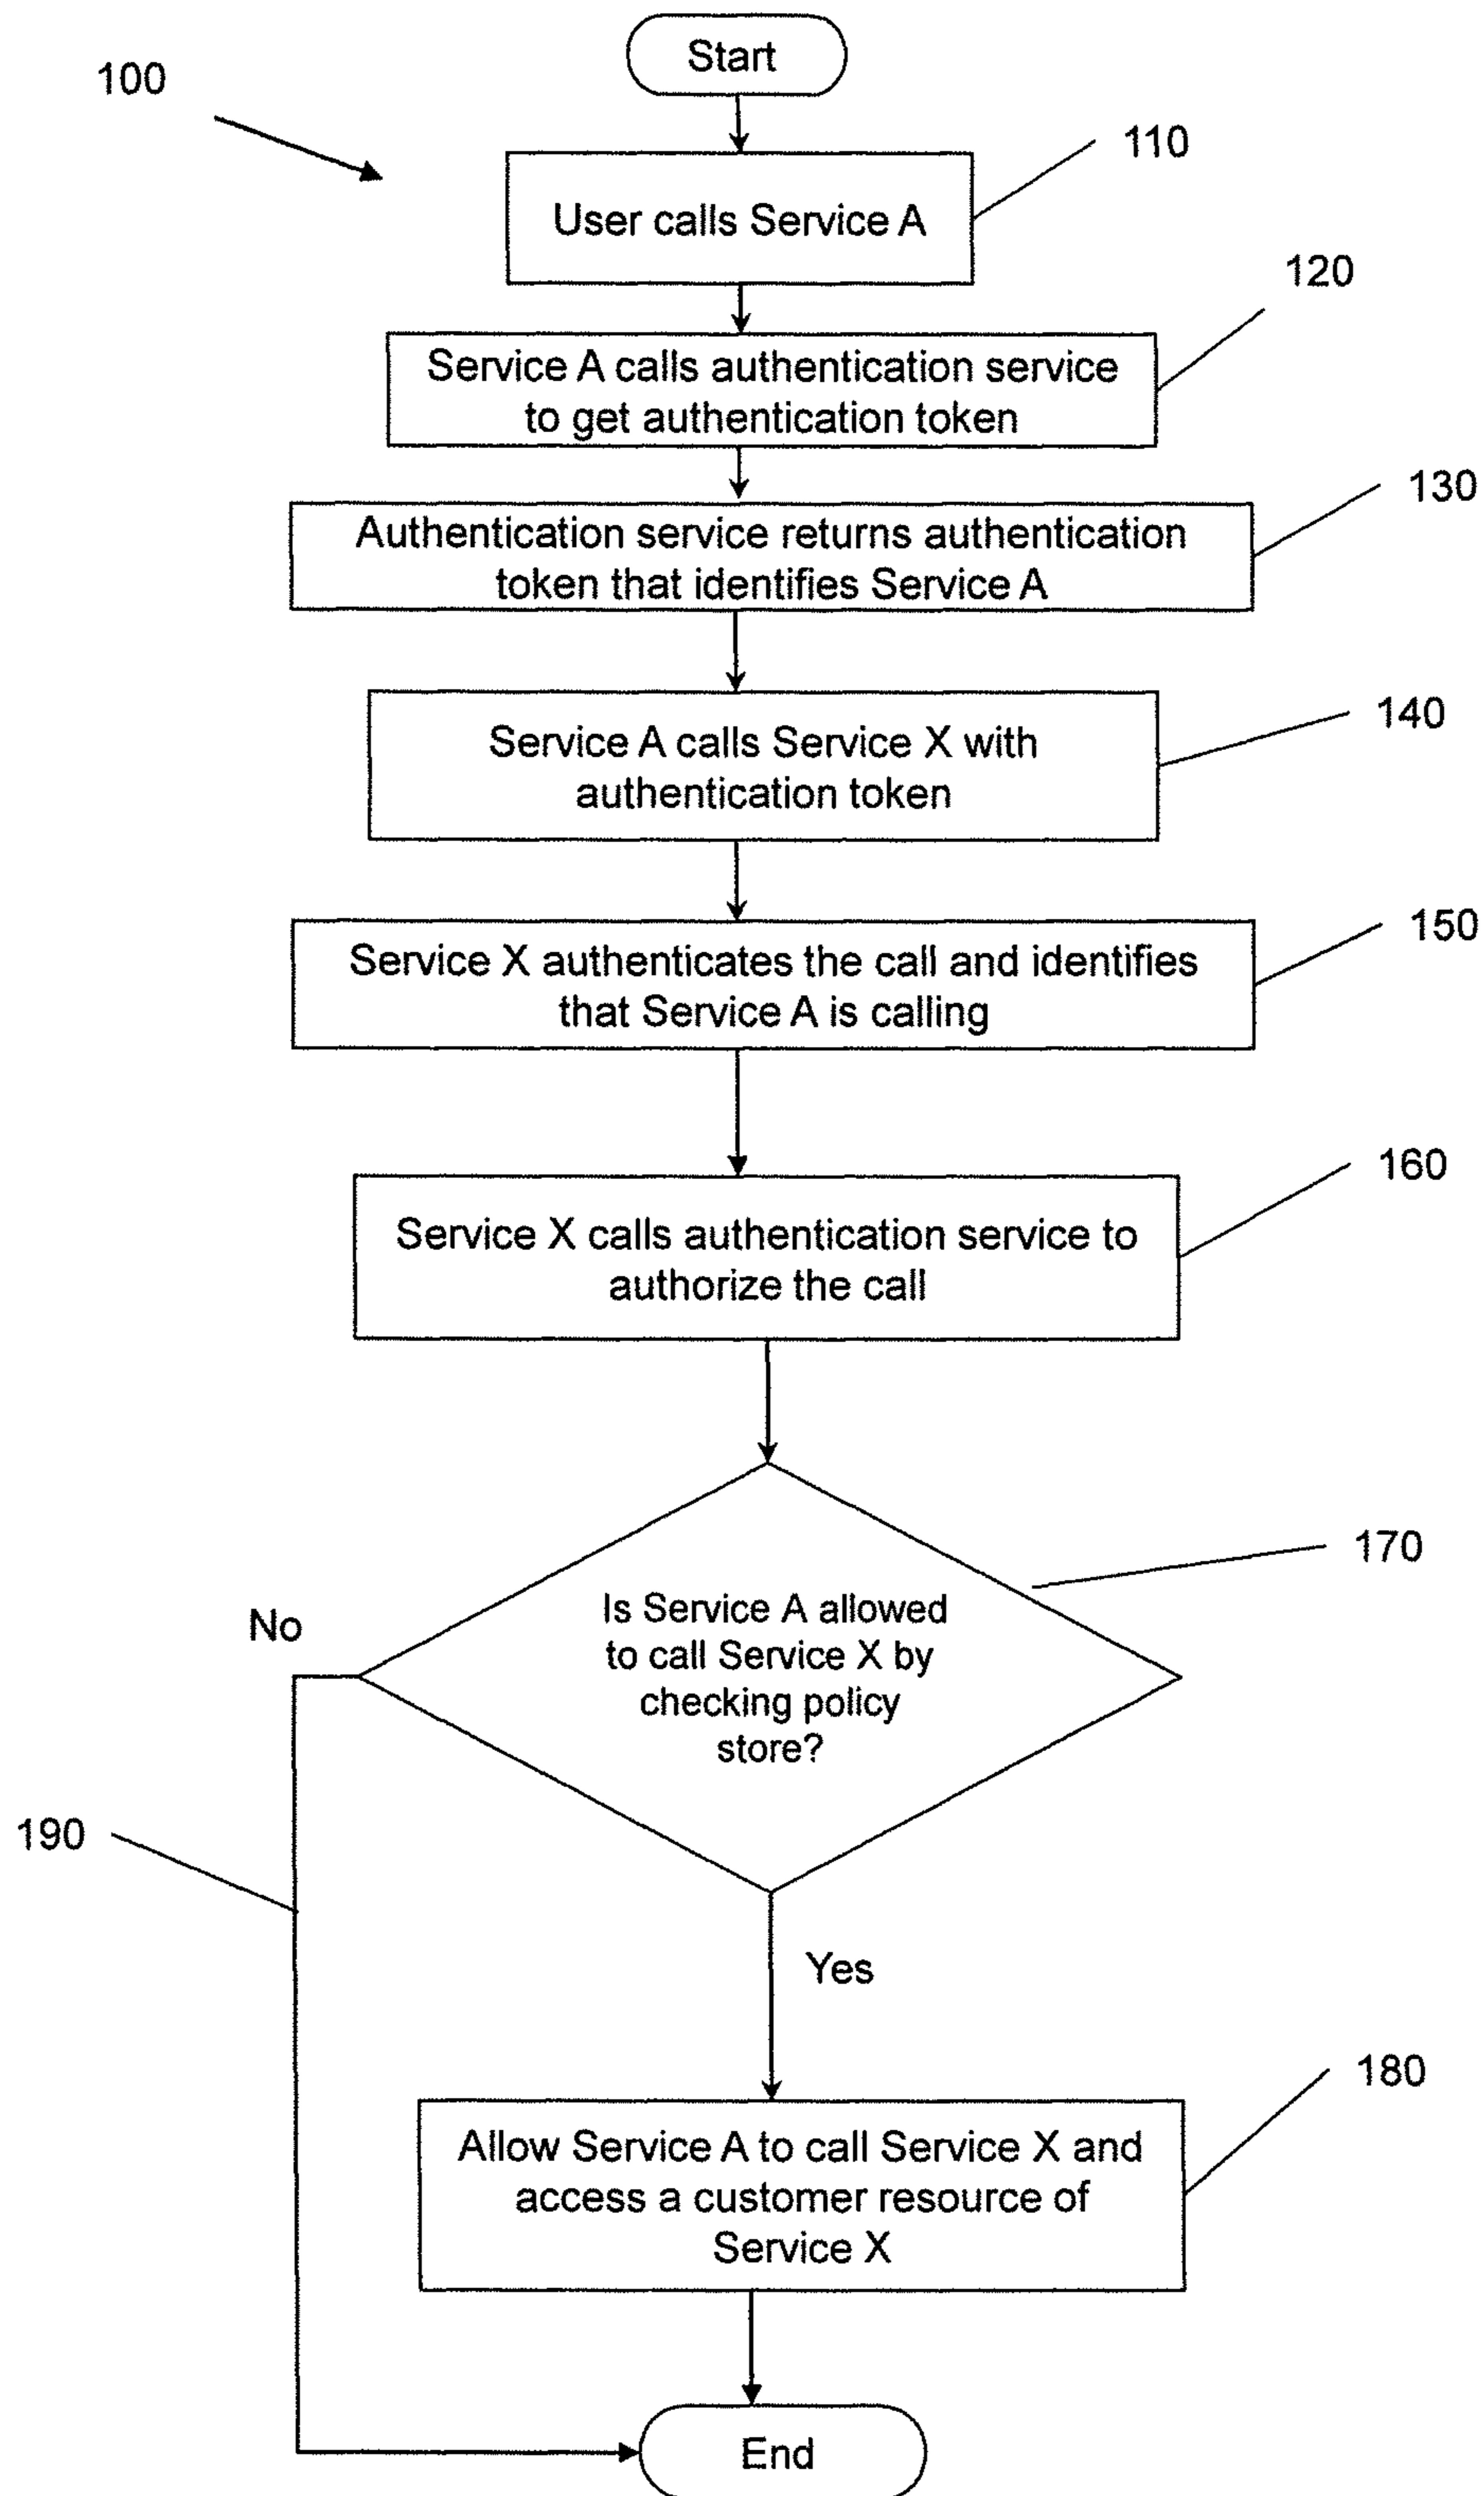 Start
100
110
User calls Service A
120
Service A calls authentication service
to get authentication token
130
Authentication service returns authentication
token that identifies Service A
140
Service A calls Service X with
authentication token
150
Service X authenticates the call and identifies
that Service A is calling
160
Service X calls authentication service to
authorize the call
170
Is Service A allowed
to call Service X by
checking policy
store?
No
190
Yes
180
Allow Service A to call Service X and
access a customer resource of
Service X
End